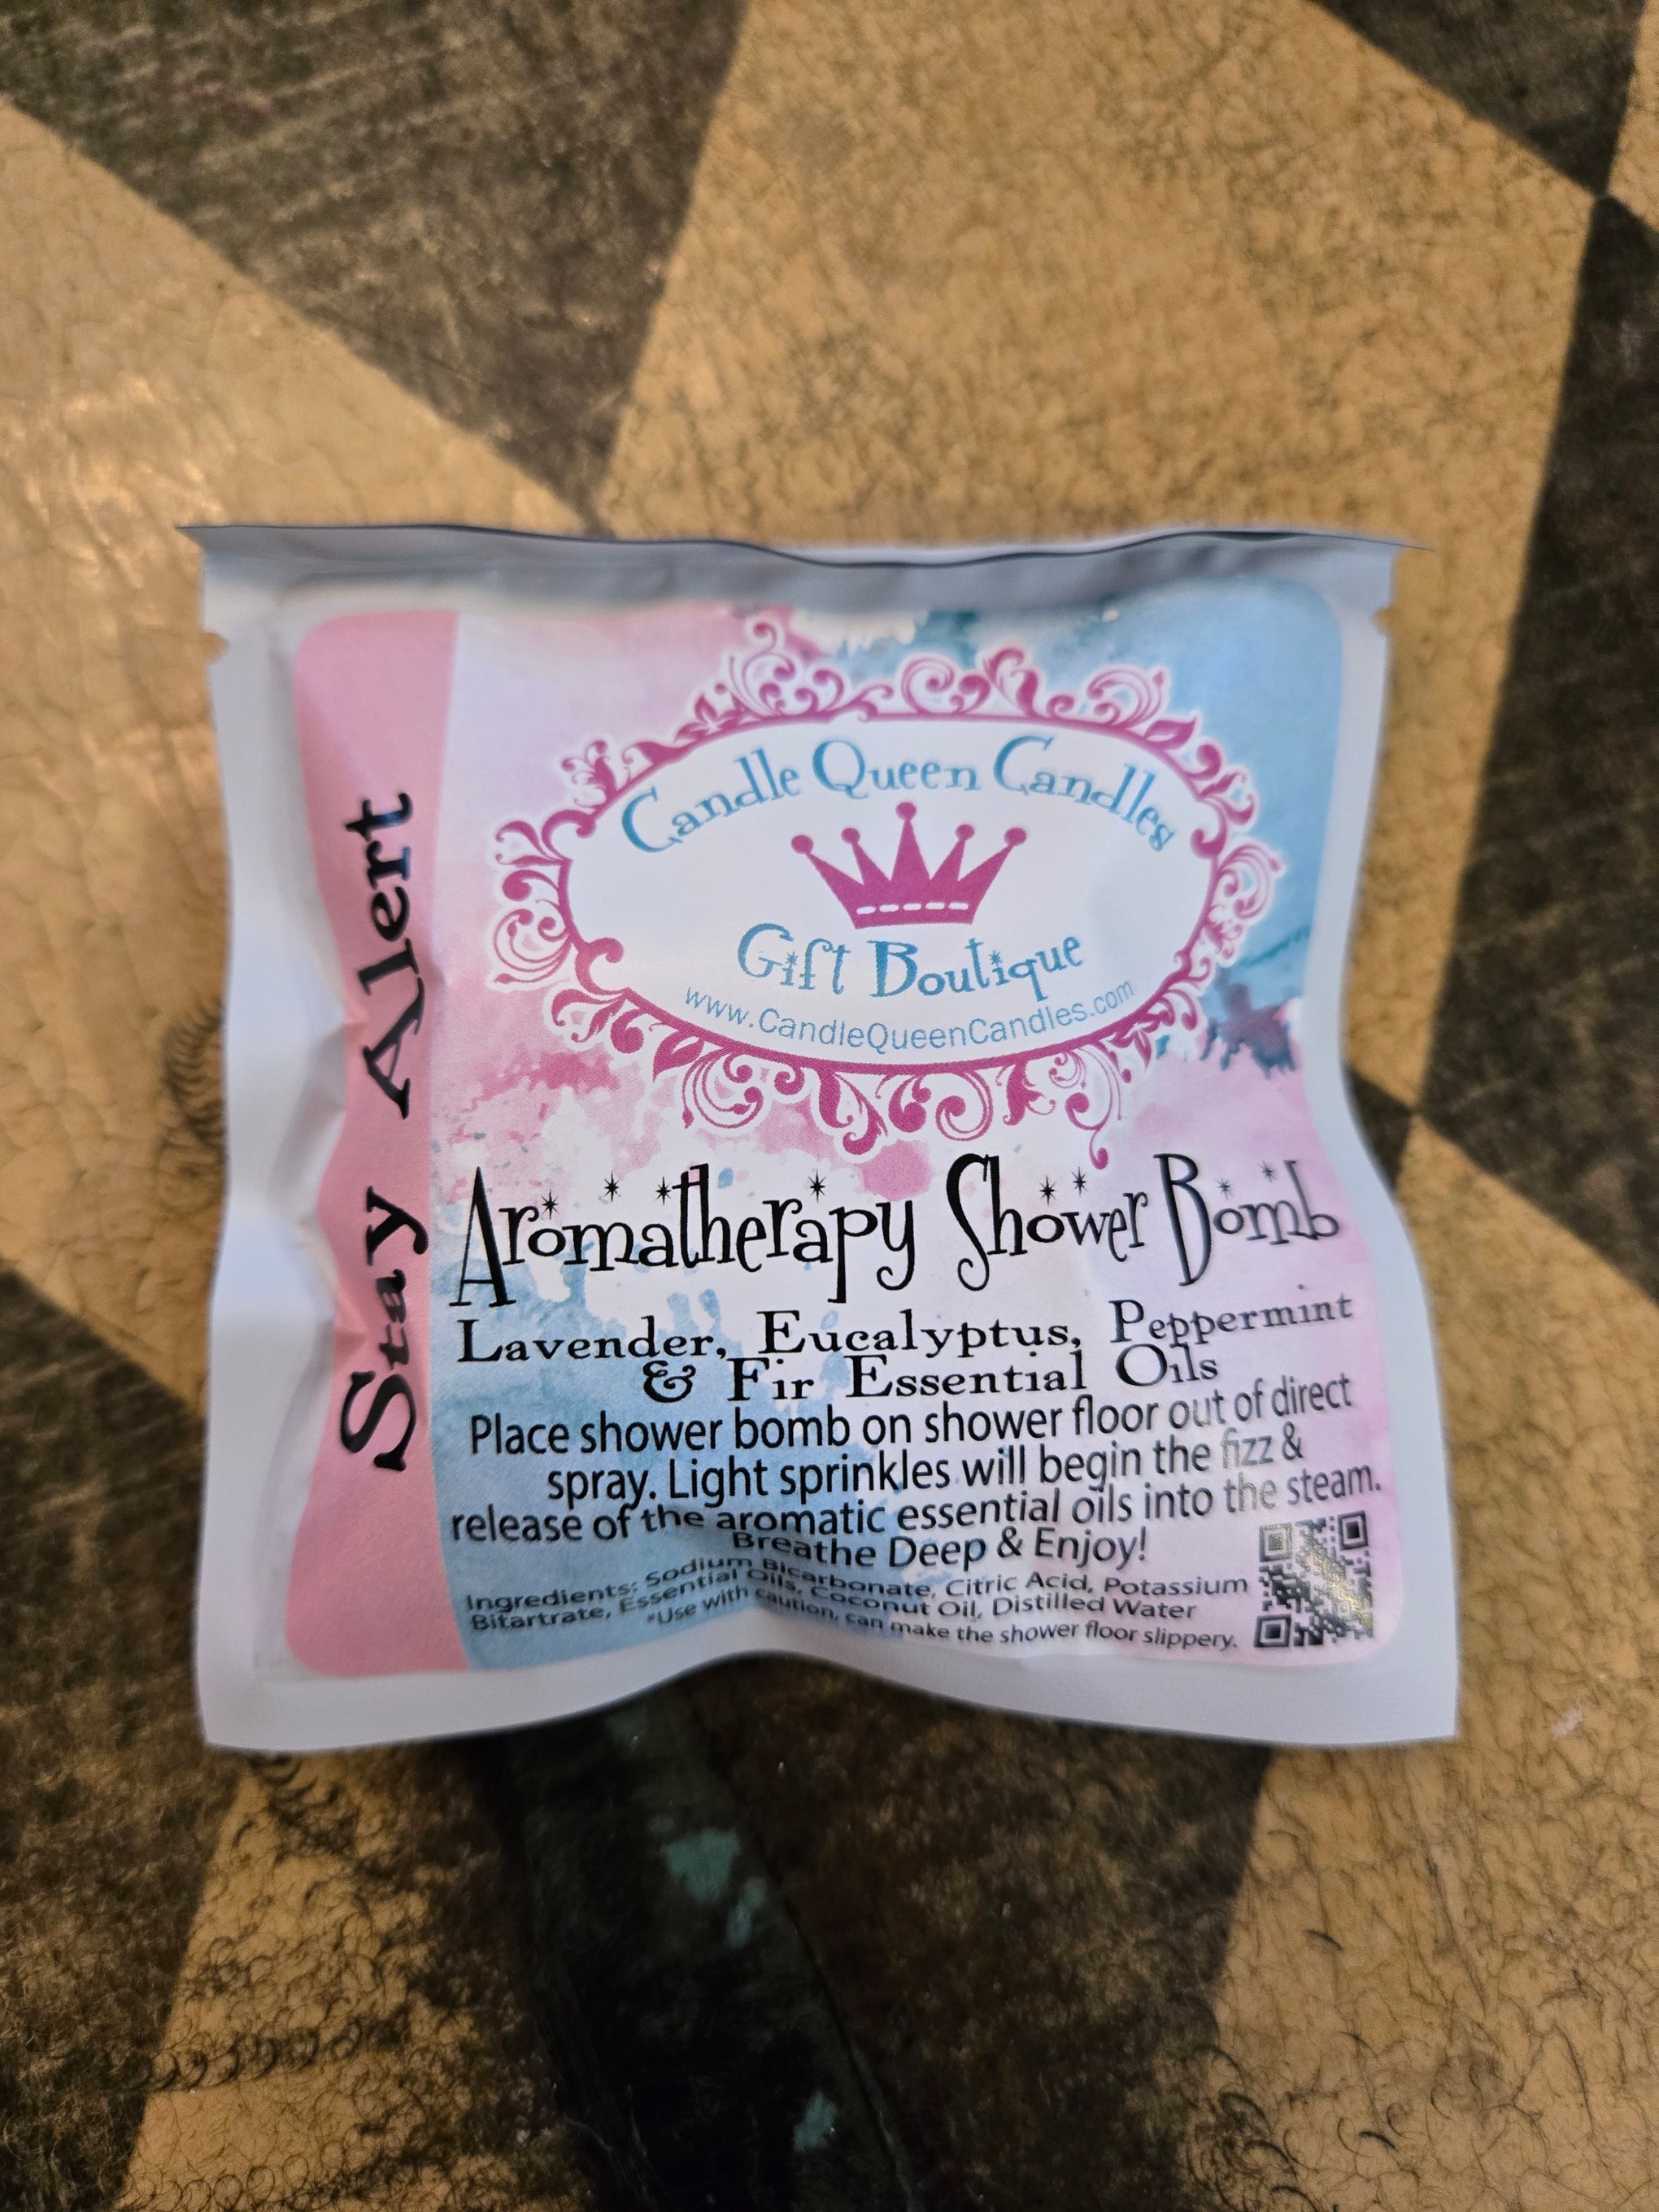 Stay Alert
Candle Queen Candles
Gift Boutique
www.CandleQueenCandles.com
Aromatherapy Shower Bomb
Lavender, Eucalyptus, Peppermint
& Fir Essential Oils
Place shower bomb on shower floor out of direct
spray. Light sprinkles will begin the fizz &
release of the aromatic essential oils into the steam.
Breathe Deep & Enjoy!
Ingredients: Sodium Bicarbonate, Citric Acid, Potassium
Bitartrate, Essential Oils, Coconut Oil, Distilled Water
*Use with caution, can make the shower floor slippery.